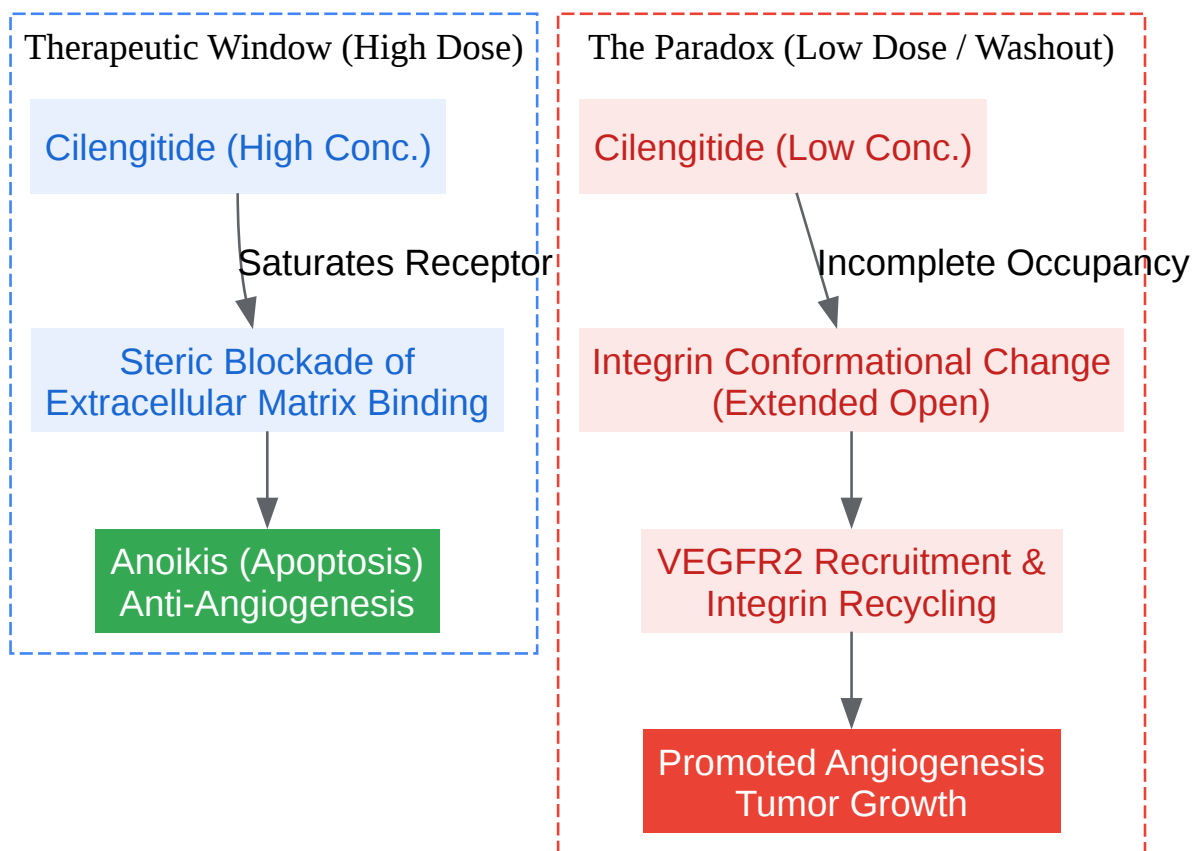 Therapeutic Window (High Dose)
Cilengitide (High Conc.)
Saturates Receptor
Steric Blockade of
Extracellular Matrix Binding
Anoikis (Apoptosis)
Anti-Angiogenesis
The Paradox (Low Dose / Washout)
Cilengitide (Low Conc.)
Incomplete Occupancy
Integrin Conformational Change
(Extended Open)
VEGFR2 Recruitment &
Integrin Recycling
Promoted Angiogenesis
Tumor Growth